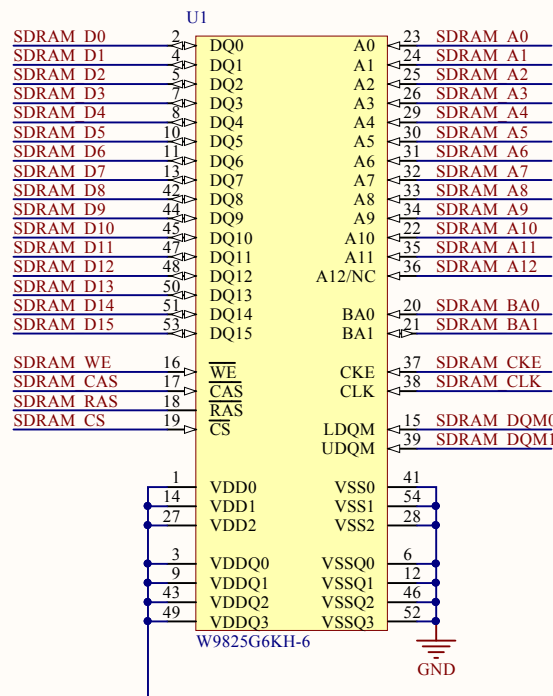 U1
SDRAM_D0 2 DQ0 A0 23 SDRAM_A0
SDRAM_D1 4 DQ1 A1 24 SDRAM_A1
SDRAM_D2 5 DQ2 A2 25 SDRAM_A2
SDRAM_D3 7 DQ3 A3 26 SDRAM_A3
SDRAM_D4 8 DQ4 A4 29 SDRAM_A4
SDRAM_D5 10 DQ5 A5 30 SDRAM_A5
SDRAM_D6 11 DQ6 A6 31 SDRAM_A6
SDRAM_D7 13 DQ7 A7 32 SDRAM_A7
SDRAM_D8 42 DQ8 A8 33 SDRAM_A8
SDRAM_D9 44 DQ9 A9 34 SDRAM_A9
SDRAM_D10 45 DQ10 A10 22 SDRAM_A10
SDRAM_D11 47 DQ11 A11 35 SDRAM_A11
SDRAM_D12 48 DQ12 A12/NC 36 SDRAM_A12
SDRAM_D13 50 DQ13
SDRAM_D14 51 DQ14 BA0 20 SDRAM_BA0
SDRAM_D15 53 DQ15 BA1 21 SDRAM_BA1
SDRAM_WE 16 WE CKE 37 SDRAM_CKE
SDRAM_CAS 17 CAS CLK 38 SDRAM_CLK
SDRAM_RAS 18 RAS
SDRAM_CS 19 CS LDQM 15 SDRAM_DQM0
UDQM 39 SDRAM_DQM1
1 VDD0 VSS0 41
14 VDD1 VSS1 54
27 VDD2 VSS2 28
3 VDDQ0 VSSQ0 6
9 VDDQ1 VSSQ1 12
43 VDDQ2 VSSQ2 46
49 VDDQ3 VSSQ3 52
W9825G6KH-6
GND